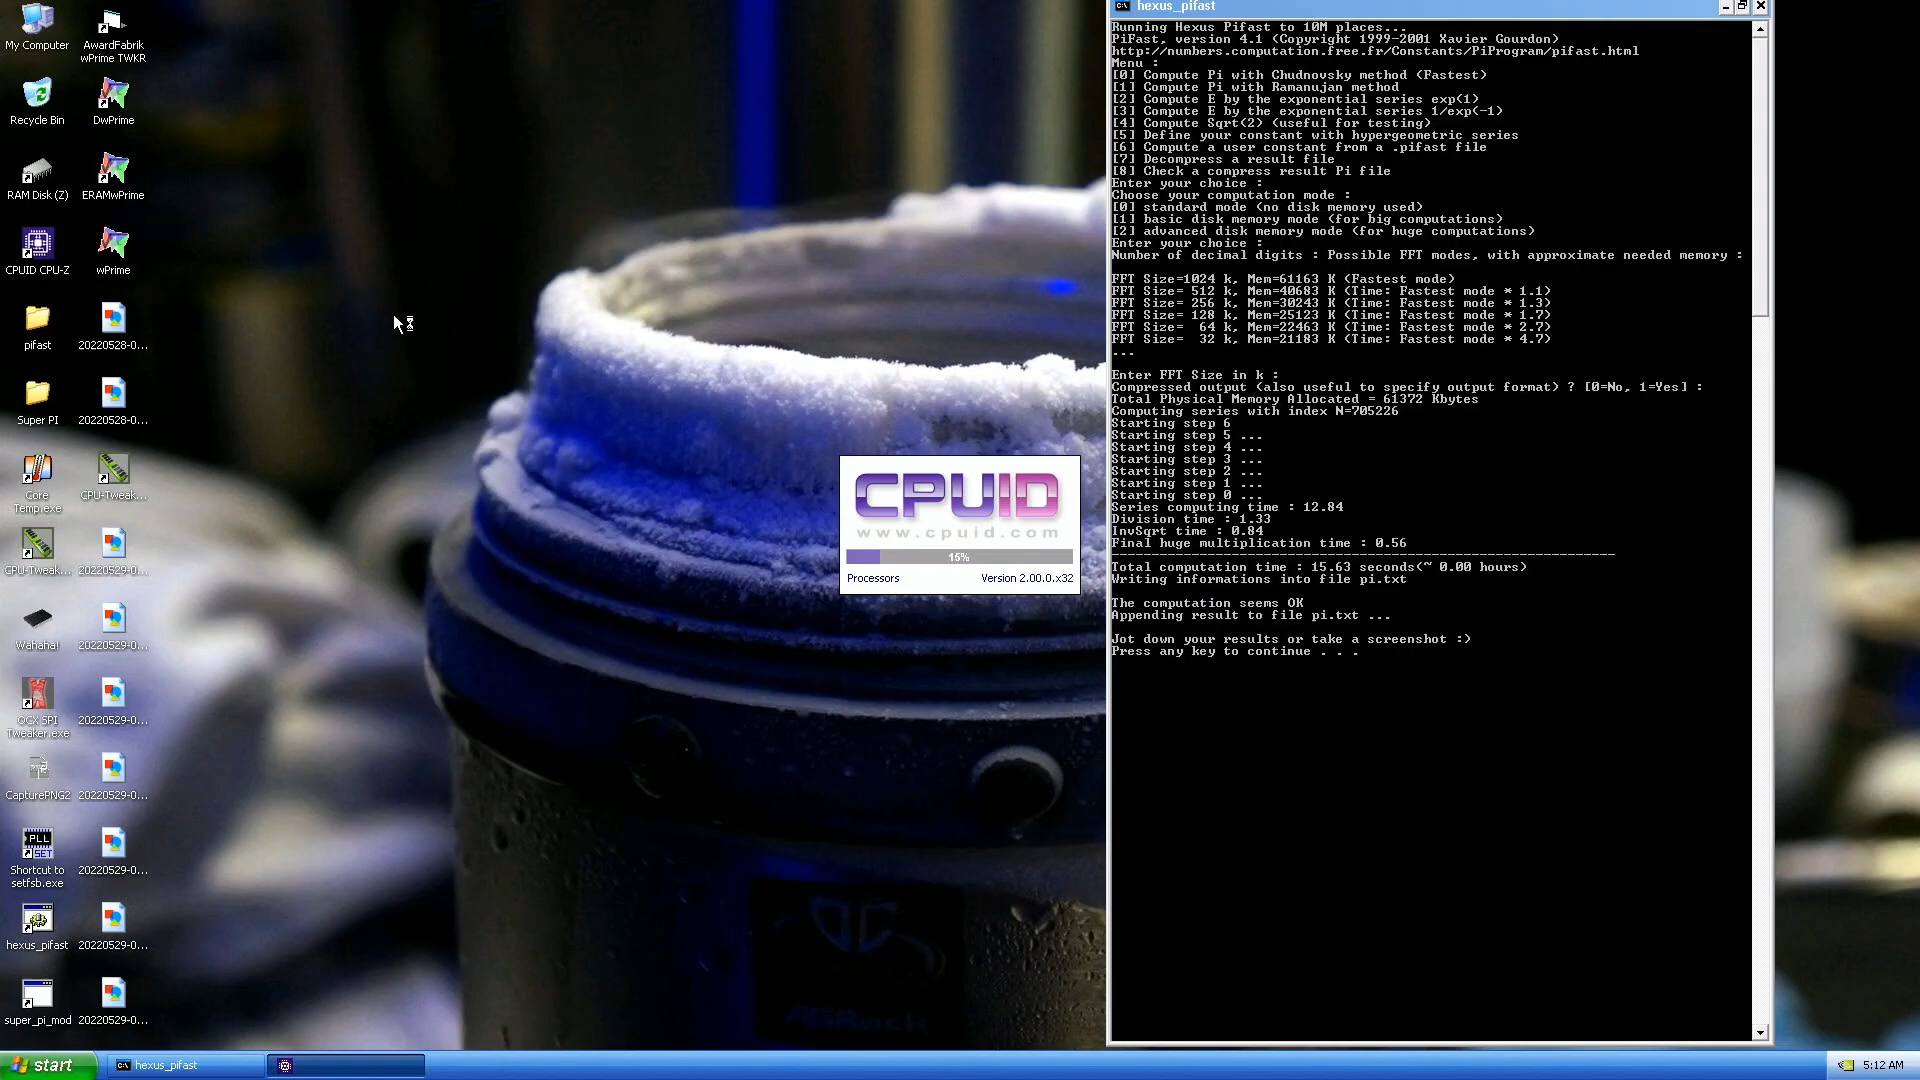 My Computer
AwardFabrik
wPrime TWKR
Recycle Bin
DwPrime
RAM Disk (Z)
ERAMwPrime
CPUID CPU-Z
wPrime
pifast
20220528-0...
Super PI
20220528-0...
Core
Temp.exe
CPU-Tweak...
CPU-Tweak...
20220529-0...
Wahaha!
20220529-0...
OCX SPI
Tweaker.exe
20220529-0...
CapturePNG2
20220529-0...
PLL
SET
Shortcut to
setfsb.exe
20220529-0...
hexus_pifast
20220529-0...
super_pi_mod
20220529-0...
CPUID
www.cpuid.com
15%
Processors
Version 2.00.0.x32
ASRock
hexus_pifast
Running Hexus Pifast to 10M places...
PiFast, version 4.1 (Copyright 1999-2001 Xavier Gourdon)
http://numbers.computation.free.fr/Constants/PiProgram/pifast.html
Menu :
[0] Compute Pi with Chudnovsky method (Fastest)
[1] Compute Pi with Ramanujan method
[2] Compute E by the exponential series exp(1)
[3] Compute E by the exponential series 1/exp(-1)
[4] Compute Sqrt(2) (useful for testing)
[5] Define your constant with hypergeometric series
[6] Compute a user constant from a .pifast file
[7] Decompress a result file
[8] Check a compress result Pi file
Enter your choice :
Choose your computation mode :
[0] standard mode (no disk memory used)
[1] basic disk memory mode (for big computations)
[2] advanced disk memory mode (for huge computations)
Enter your choice :
Number of decimal digits : Possible FFT modes, with approximate needed memory :
FFT Size=1024 k, Mem=61163 K (Fastest mode)
FFT Size= 512 k, Mem=40683 K (Time: Fastest mode * 1.1)
FFT Size= 256 k, Mem=30243 K (Time: Fastest mode * 1.3)
FFT Size= 128 k, Mem=25123 K (Time: Fastest mode * 1.7)
FFT Size=  64 k, Mem=22463 K (Time: Fastest mode * 2.7)
FFT Size=  32 k, Mem=21183 K (Time: Fastest mode * 4.7)
...
Enter FFT Size in k :
Compressed output (also useful to specify output format) ? [0=No, 1=Yes] :
Total Physical Memory Allocated = 61372 Kbytes
Computing series with index N=705226
Starting step 6
Starting step 5 ...
Starting step 4 ...
Starting step 3 ...
Starting step 2 ...
Starting step 1 ...
Starting step 0 ...
Series computing time : 12.84
Division time : 1.33
InvSqrt time : 0.84
Final huge multiplication time : 0.56
---------------------------------------------------------------
Total computation time : 15.63 seconds(~ 0.00 hours)
Writing informations into file pi.txt
The computation seems OK
Appending result to file pi.txt ...
Jot down your results or take a screenshot :)
Press any key to continue . . .
start
hexus_pifast
5:12 AM